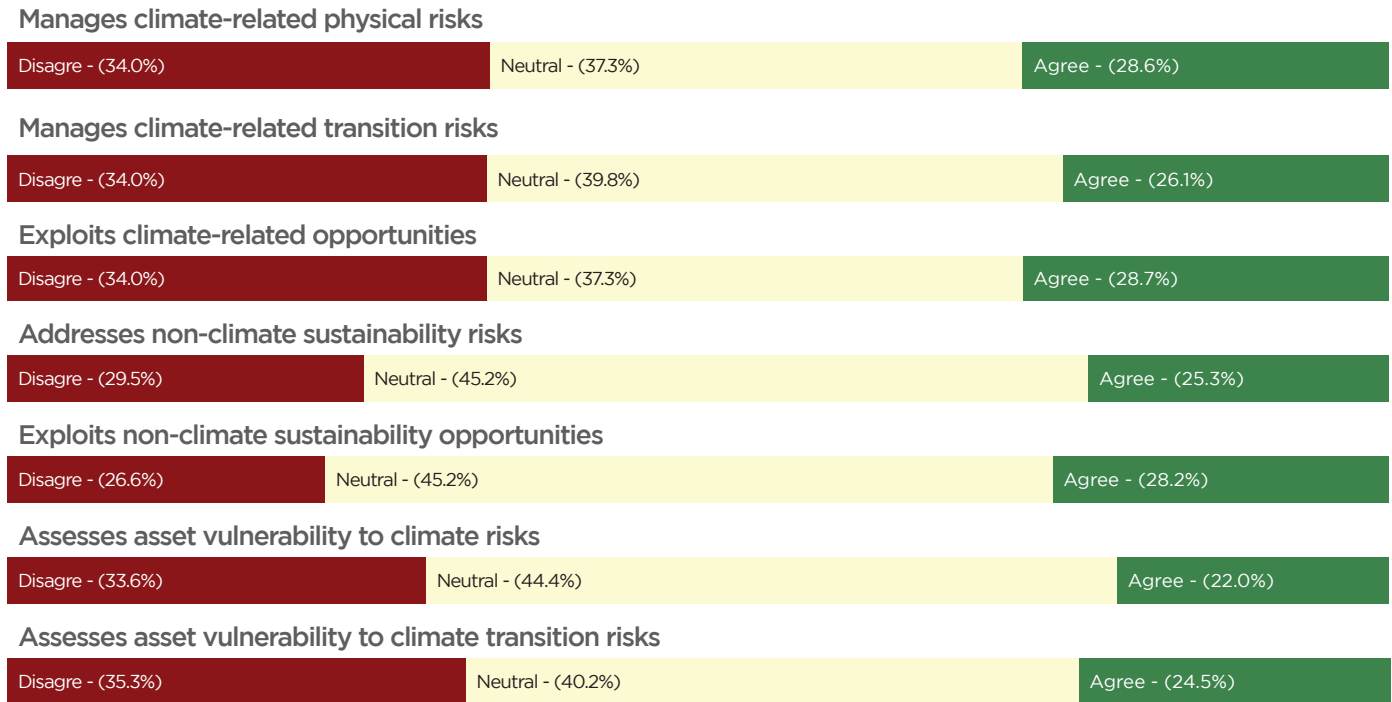 Manages climate-related physical risks
Disagre - (34.0%) Neutral - (37.3%) Agree - (28.6%)
Manages climate-related transition risks
Disagre - (34.0%) Neutral - (39.8%) Agree - (26.1%)
Exploits climate-related opportunities
Disagre - (34.0%) Neutral - (37.3%) Agree - (28.7%)
Addresses non-climate sustainability risks
Disagre - (29.5%) Neutral - (45.2%) Agree - (25.3%)
Exploits non-climate sustainability opportunities
Disagre - (26.6%) Neutral - (45.2%) Agree - (28.2%)
Assesses asset vulnerability to climate risks
Disagre - (33.6%) Neutral - (44.4%) Agree - (22.0%)
Assesses asset vulnerability to climate transition risks
Disagre - (35.3%) Neutral - (40.2%) Agree - (24.5%)